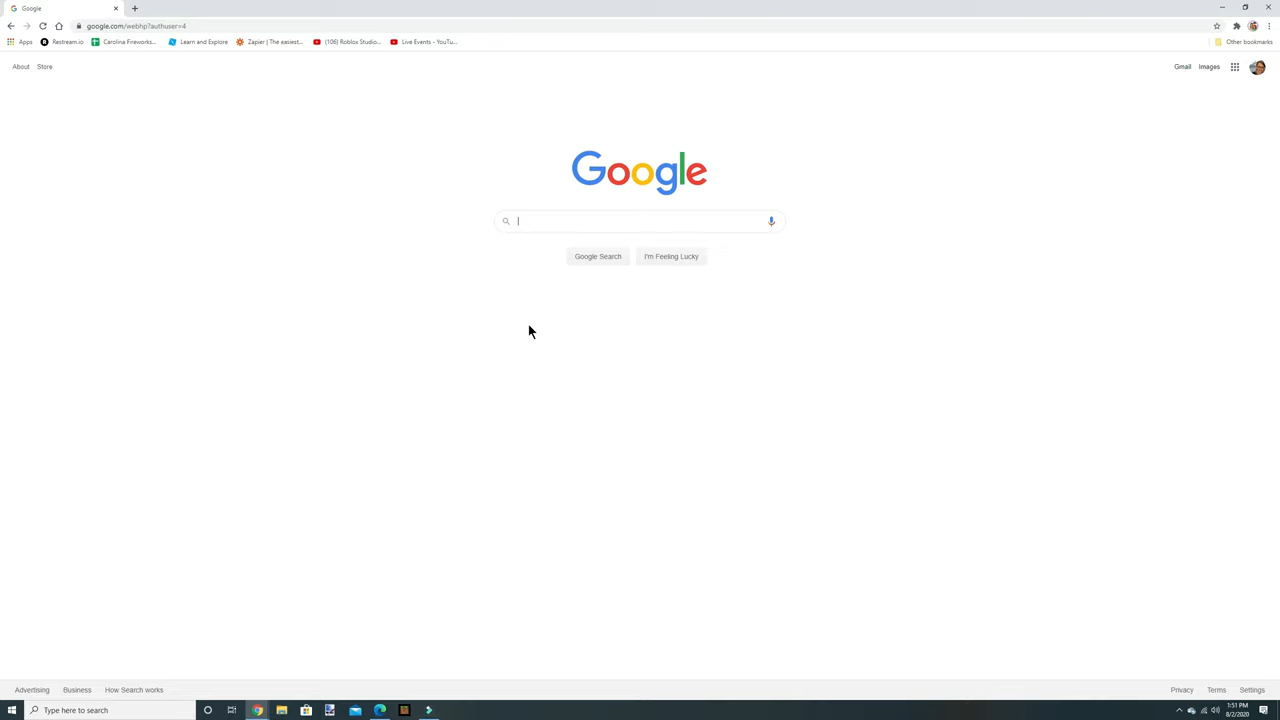 Google
google.com/webhp?authuser=4
Apps Restream.io Carolina Fireworks... Learn and Explore Zapier | The easiest... (106) Roblox Studio... Live Events - YouTu... Other bookmarks
About Store Gmail Images
Google
Google Search I'm Feeling Lucky
Advertising Business How Search works Privacy Terms Settings
Type here to search
1:51 PM
8/2/2020